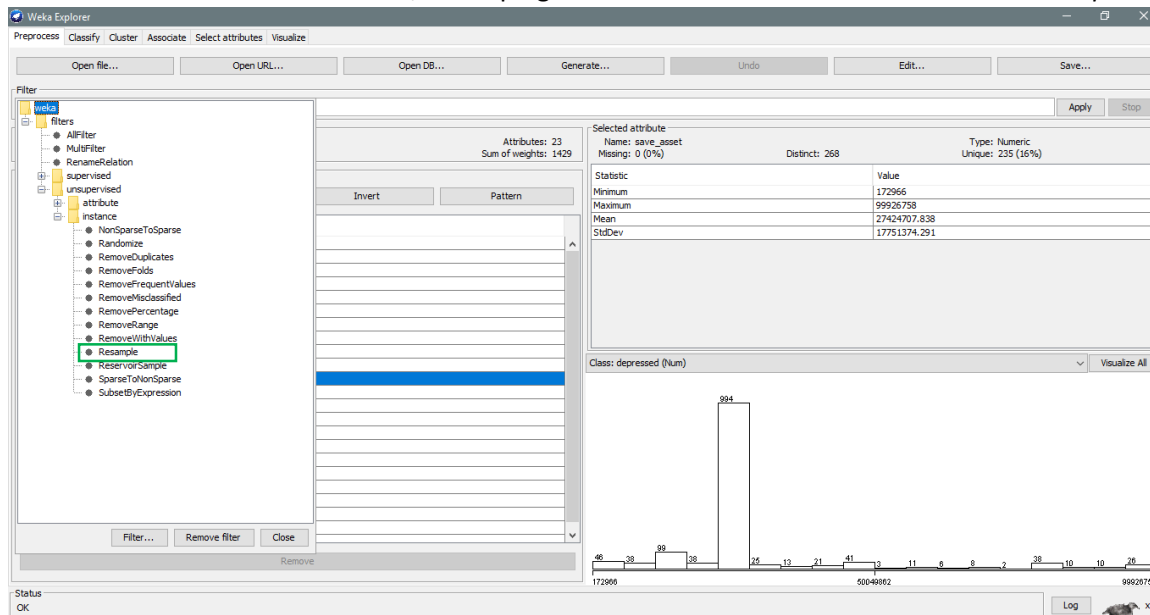 Weka Explorer
Preprocess Classify Cluster Associate Select attributes Visualize
Open file... Open URL... Open DB... Generate... Undo Edit... Save...
Filter
weka
Apply Stop
filters
AllFilter
MultiFilter
RenameRelation
supervised
unsupervised
attribute
instance
NonSparseToSparse
Randomize
RemoveDuplicates
RemoveFolds
RemoveFrequentValues
RemoveMisclassified
RemovePercentage
RemoveRange
RemoveWithValues
Resample
ReservoirSample
SparseToNonSparse
SubsetByExpression
Filter... Remove filter Close
Attributes: 23
Sum of weights: 1429
Invert Pattern
Remove
Selected attribute
Name: save_asset Type: Numeric
Missing: 0 (0%) Distinct: 268 Unique: 235 (16%)
Statistic Value
Minimum 172966
Maximum 99926758
Mean 27424707.838
StdDev 17751374.291
Class: depressed (Num) Visualize All
994
46 38 99 38 25 13 21 41 3 11 6 8 2 38 10 10 26
172966 50049862 9992675
Status
OK
Log x